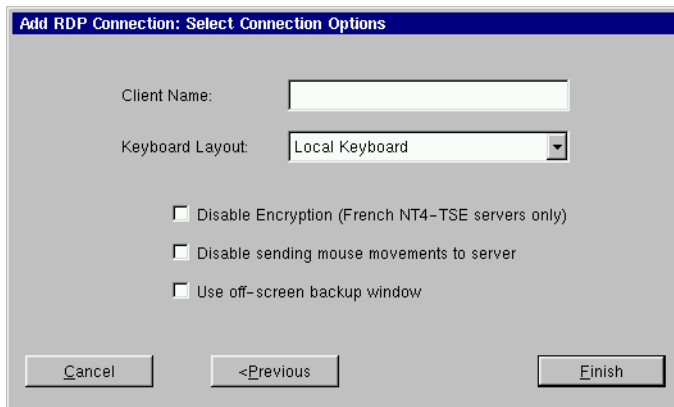 Add RDP Connection: Select Connection Options
Client Name:
Keyboard Layout: Local Keyboard
Disable Encryption (French NT4-TSE servers only)
Disable sending mouse movements to server
Use off-screen backup window
Cancel <Previous Finish